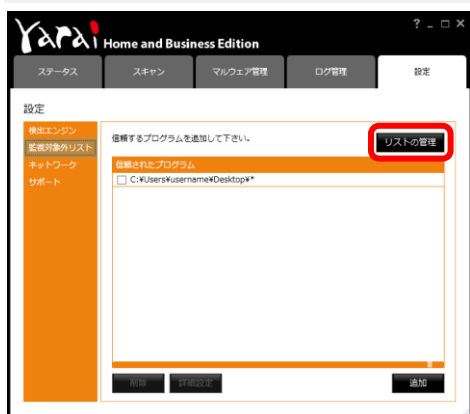 Yarai Home and Business Edition
ステータス
スキャン
マルウェア管理
ログ管理
設定
設定
検出エンジン
監視対象外リスト
ネットワーク
サポート
信頼するプログラムを追加して下さい。
リストの管理
信頼されたプログラム
C:¥Users¥username¥Desktop¥*
削除
詳細設定
追加